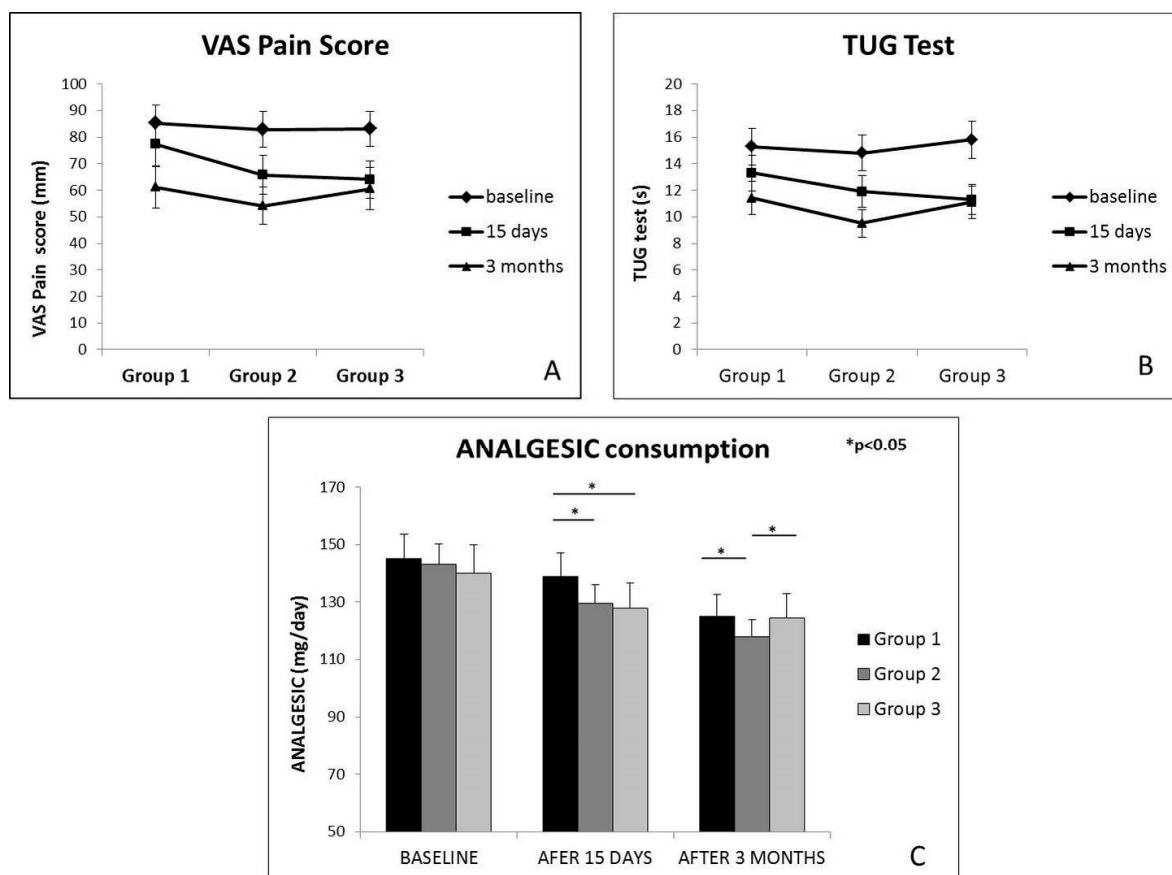 VAS Pain Score
VAS Pain score (mm)
100
90
80
70
60
50
40
30
20
10
0
Group 1 Group 2 Group 3
baseline
15 days
3 months
A
TUG Test
TUG test (s)
20
18
16
14
12
10
8
6
4
2
0
Group 1 Group 2 Group 3
baseline
15 days
3 months
B
ANALGESIC consumption
*p<0.05
ANALGESIC (mg/day)
170
150
130
110
90
70
50
*
*
*
*
BASELINE AFER 15 DAYS AFTER 3 MONTHS
Group 1
Group 2
Group 3
C